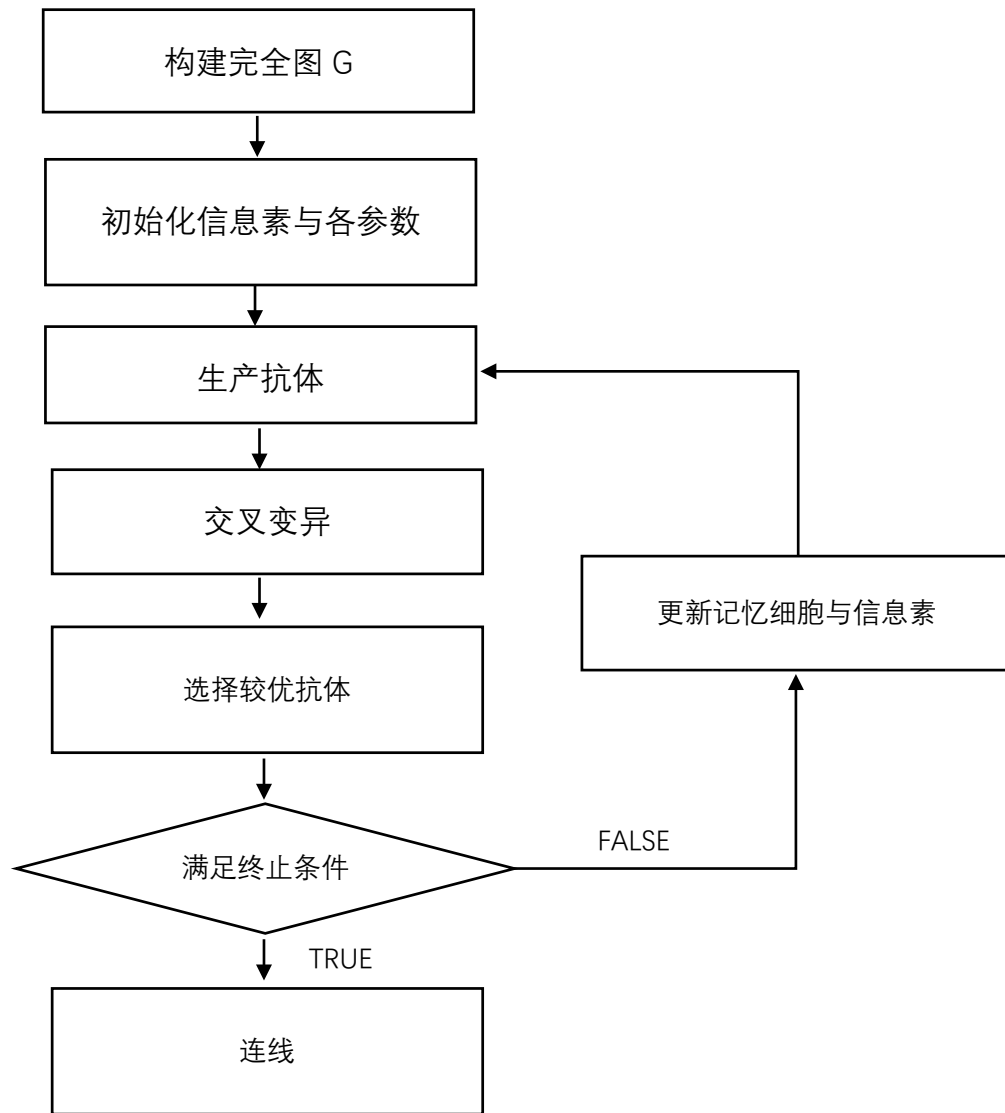 构建完全图 G
初始化信息素与各参数
生产抗体
交叉变异
更新记忆细胞与信息素
选择较优抗体
满足终止条件
FALSE
TRUE
连线